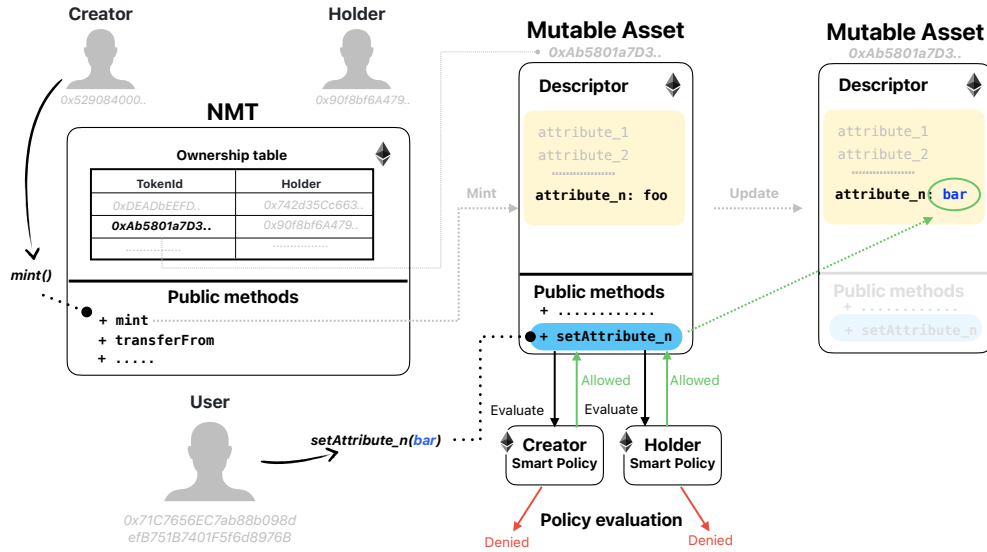 Creator
0x529084000..
Holder
0x90f8bf6A479..
NMT
Ownership table
TokenId
Holder
0xDEADbEEFD..
0x742d35Cc663..
0xAb5801a7D3..
0x90f8bf6A479..
mint()
Public methods
+ mint
+ transferFrom
+ .....
Mint
Mutable Asset
0xAb5801a7D3..
Descriptor
attribute_1
attribute_2
attribute_n: foo
Public methods
+ ............
+ setAttribute_n
Update
Mutable Asset
0xAb5801a7D3..
Descriptor
attribute_1
attribute_2
attribute_n: bar
Public methods
+ ............
+ setAttribute_n
User
0x71C7656EC7ab88b098d
efB751B7401F5f6d8976B
setAttribute_n(bar)
Evaluate
Allowed
Evaluate
Allowed
Creator
Smart Policy
Holder
Smart Policy
Policy evaluation
Denied
Denied